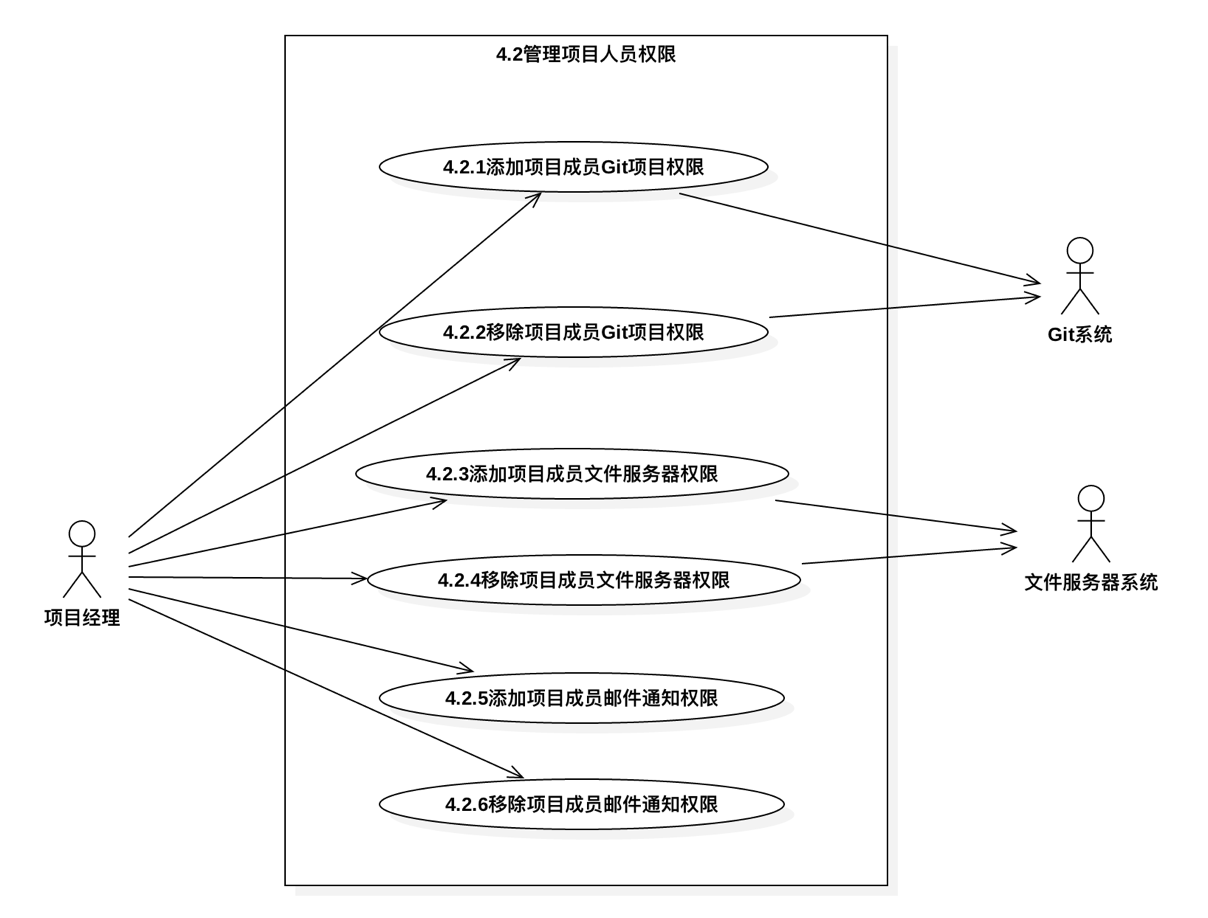 4.2管理项目人员权限
4.2.1添加项目成员Git项目权限
Git系统
4.2.2移除项目成员Git项目权限
4.2.3添加项目成员文件服务器权限
4.2.4移除项目成员文件服务器权限
文件服务器系统
项目经理
4.2.5添加项目成员邮件通知权限
4.2.6移除项目成员邮件通知权限